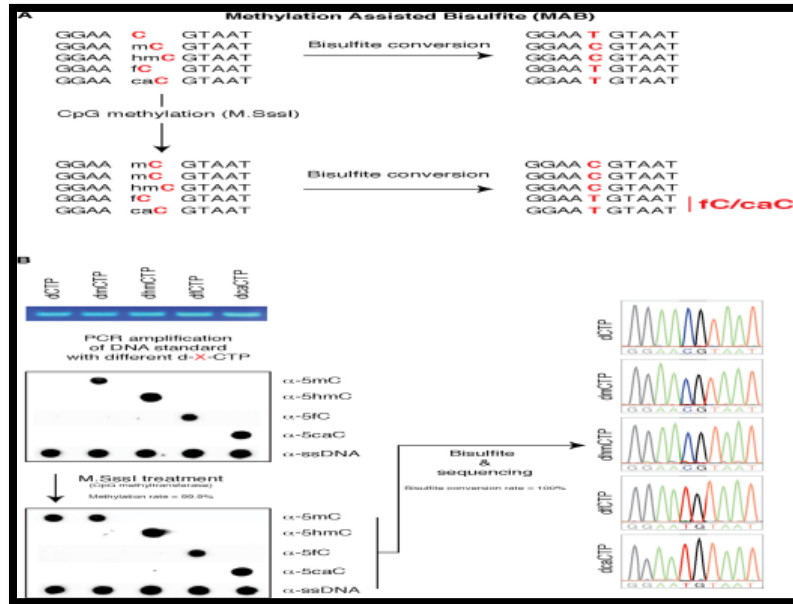 A
Methylation Assisted Bisulfite (MAB)
GGAA C GTAAT
GGAA mC GTAAT
GGAA hmC GTAAT
GGAA fC GTAAT
GGAA caC GTAAT
Bisulfite conversion
GGAA T GTAAT
GGAA C GTAAT
GGAA C GTAAT
GGAA T GTAAT
GGAA T GTAAT
CpG methylation (M.SssI)
GGAA mC GTAAT
GGAA mC GTAAT
GGAA hmC GTAAT
GGAA fC GTAAT
GGAA caC GTAAT
Bisulfite conversion
GGAA C GTAAT
GGAA C GTAAT
GGAA C GTAAT
GGAA T GTAAT
GGAA T GTAAT
fC/caC
B
dCTP
dmCTP
dhmCTP
dfCTP
dcaCTP
PCR amplification
of DNA standard
with different d-X-CTP
α-5mC
α-5hmC
α-5fC
α-5caC
α-ssDNA
M.SssI treatment
(CpG methyltransferase)
Methylation rate = 99.9%
α-5mC
α-5hmC
α-5fC
α-5caC
α-ssDNA
Bisulfite
&
sequencing
Bisulfite conversion rate = 100%
dCTP
GGAACGTAAT
dmCTP
GGAACGTAAT
dhmCTP
GGAACGTAAT
dfCTP
GGAATGTAAT
dcaCTP
GGAATGTAAT